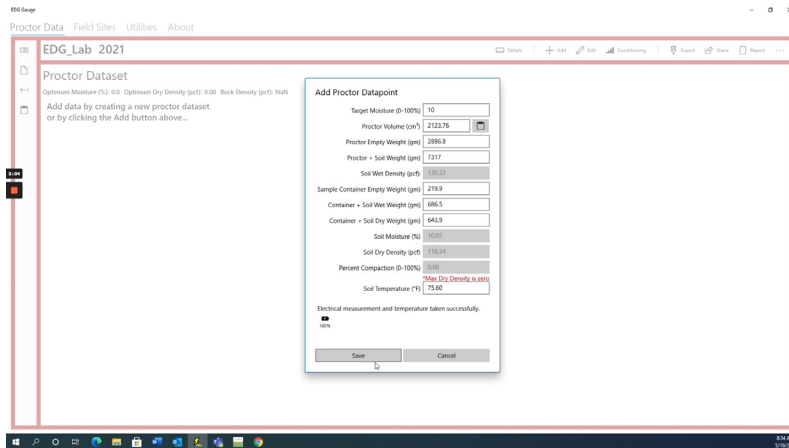 EDG Gauge
Proctor Data Field Sites Utilities About
EDG_Lab 2021
Details Add Edit Conditioning Export Share Report ...
Proctor Dataset
Optimum Moisture (%): 0.0 Optimum Dry Density (pcf): 0.00 Rock Density (pcf): NaN
Add data by creating a new proctor dataset
or by clicking the Add button above...
Add Proctor Datapoint
Target Moisture (0-100%) 10
Proctor Volume (cm³) 2123.76
Proctor Empty Weight (gm) 2886.8
Proctor + Soil Weight (gm) 7317
Soil Wet Density (pcf): 130.23
Sample Container Empty Weight (gm) 219.9
Container + Soil Wet Weight (gm) 686.5
Container + Soil Dry Weight (gm) 643.9
Soil Moisture (%) 10.05
Soil Dry Density (pcf) 118.34
Percent Compaction (0-100%) 0.00
*Max Dry Density is zero
Soil Temperature (°F) 75.60
Electrical measurement and temperature taken successfully.
100%
Save Cancel
2:04